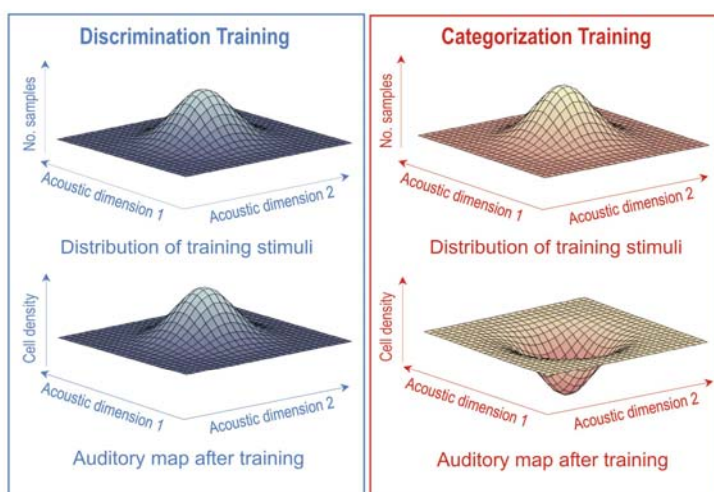 Discrimination Training
No. samples
Acoustic dimension 1
Acoustic dimension 2
Distribution of training stimuli
Cell density
Acoustic dimension 1
Acoustic dimension 2
Auditory map after training
Categorization Training
No. samples
Acoustic dimension 1
Acoustic dimension 2
Distribution of training stimuli
Cell density
Acoustic dimension 1
Acoustic dimension 2
Auditory map after training